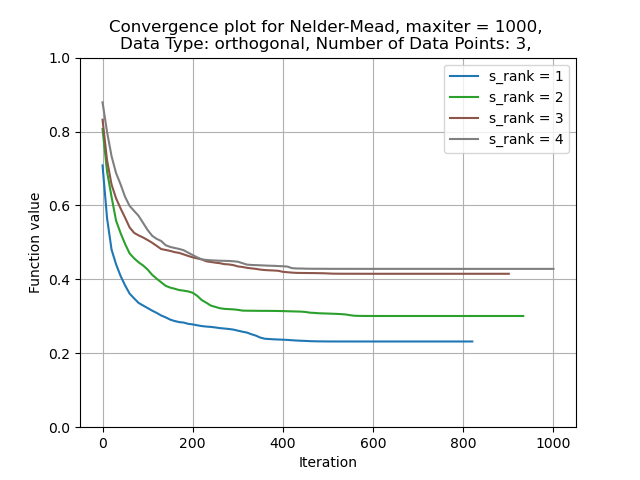 Convergence plot for Nelder-Mead, maxiter = 1000,
Data Type: orthogonal, Number of Data Points: 3,
s_rank = 1
s_rank = 2
s_rank = 3
s_rank = 4
Function value
1.0
0.8
0.6
0.4
0.2
0.0
0 200 400 600 800 1000
Iteration